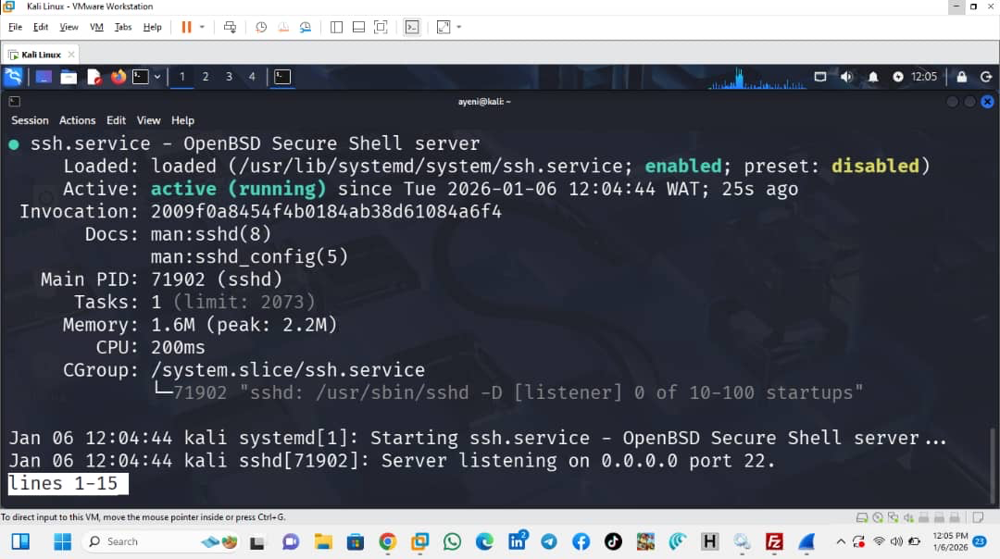 Kali Linux - VMware Workstation
File Edit View VM Tabs Help
Kali Linux
1 2 3 4 12:05
ayeni@kali: ~
Session Actions Edit View Help
● ssh.service - OpenBSD Secure Shell server
Loaded: loaded (/usr/lib/systemd/system/ssh.service; enabled; preset: disabled)
Active: active (running) since Tue 2026-01-06 12:04:44 WAT; 25s ago
Invocation: 2009f0a8454f4b0184ab38d61084a6f4
Docs: man:sshd(8)
man:sshd_config(5)
Main PID: 71902 (sshd)
Tasks: 1 (limit: 2073)
Memory: 1.6M (peak: 2.2M)
CPU: 200ms
CGroup: /system.slice/ssh.service
└─71902 "sshd: /usr/sbin/sshd -D [listener] 0 of 10-100 startups"
Jan 06 12:04:44 kali systemd[1]: Starting ssh.service - OpenBSD Secure Shell server...
Jan 06 12:04:44 kali sshd[71902]: Server listening on 0.0.0.0 port 22.
lines 1-15
To direct input to this VM, move the mouse pointer inside or press Ctrl+G.
Search
in 2
H
FZ
12:05 PM
1/6/2026
23